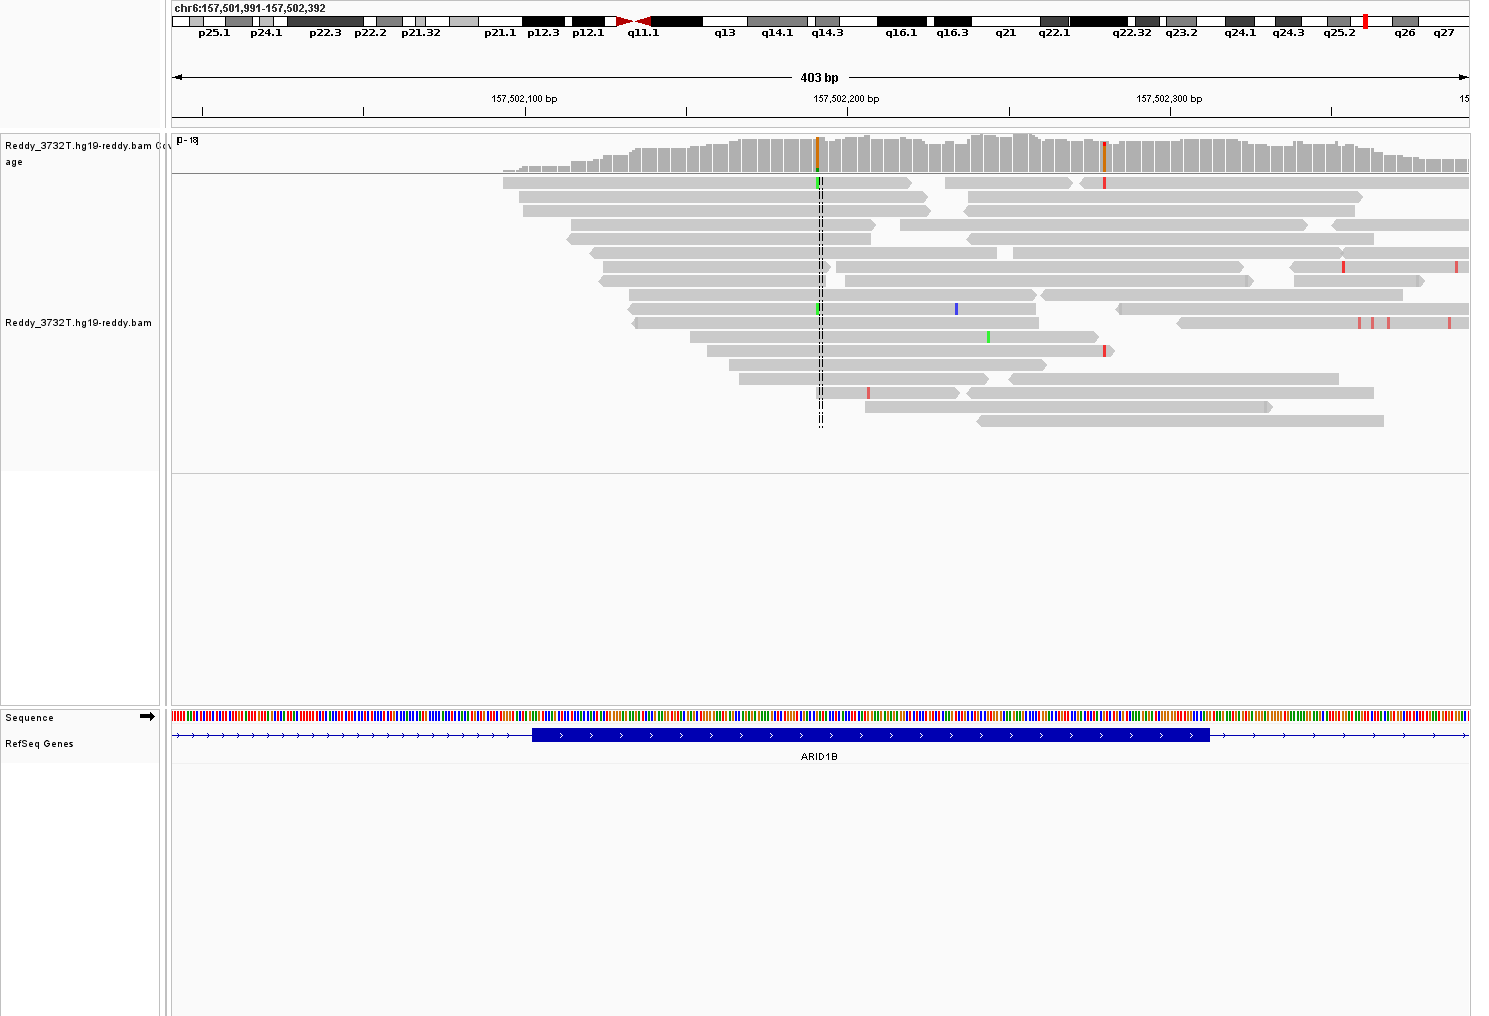 chr6:157,501,991-157,502,392
p25.1 p24.1 p22.3 p22.2 p21.32 p21.1 p12.3 p12.1 q11.1 q13 q14.1 q14.3 q16.1 q16.3 q21 q22.1 q22.32 q23.2 q24.1 q24.3 q25.2 q26 q27
403 bp
157,502,100 bp 157,502,200 bp 157,502,300 bp 15
Reddy_3732T.hg19-reddy.bam Cov
age
[0 - 18]
Reddy_3732T.hg19-reddy.bam
Sequence
RefSeq Genes
ARID1B